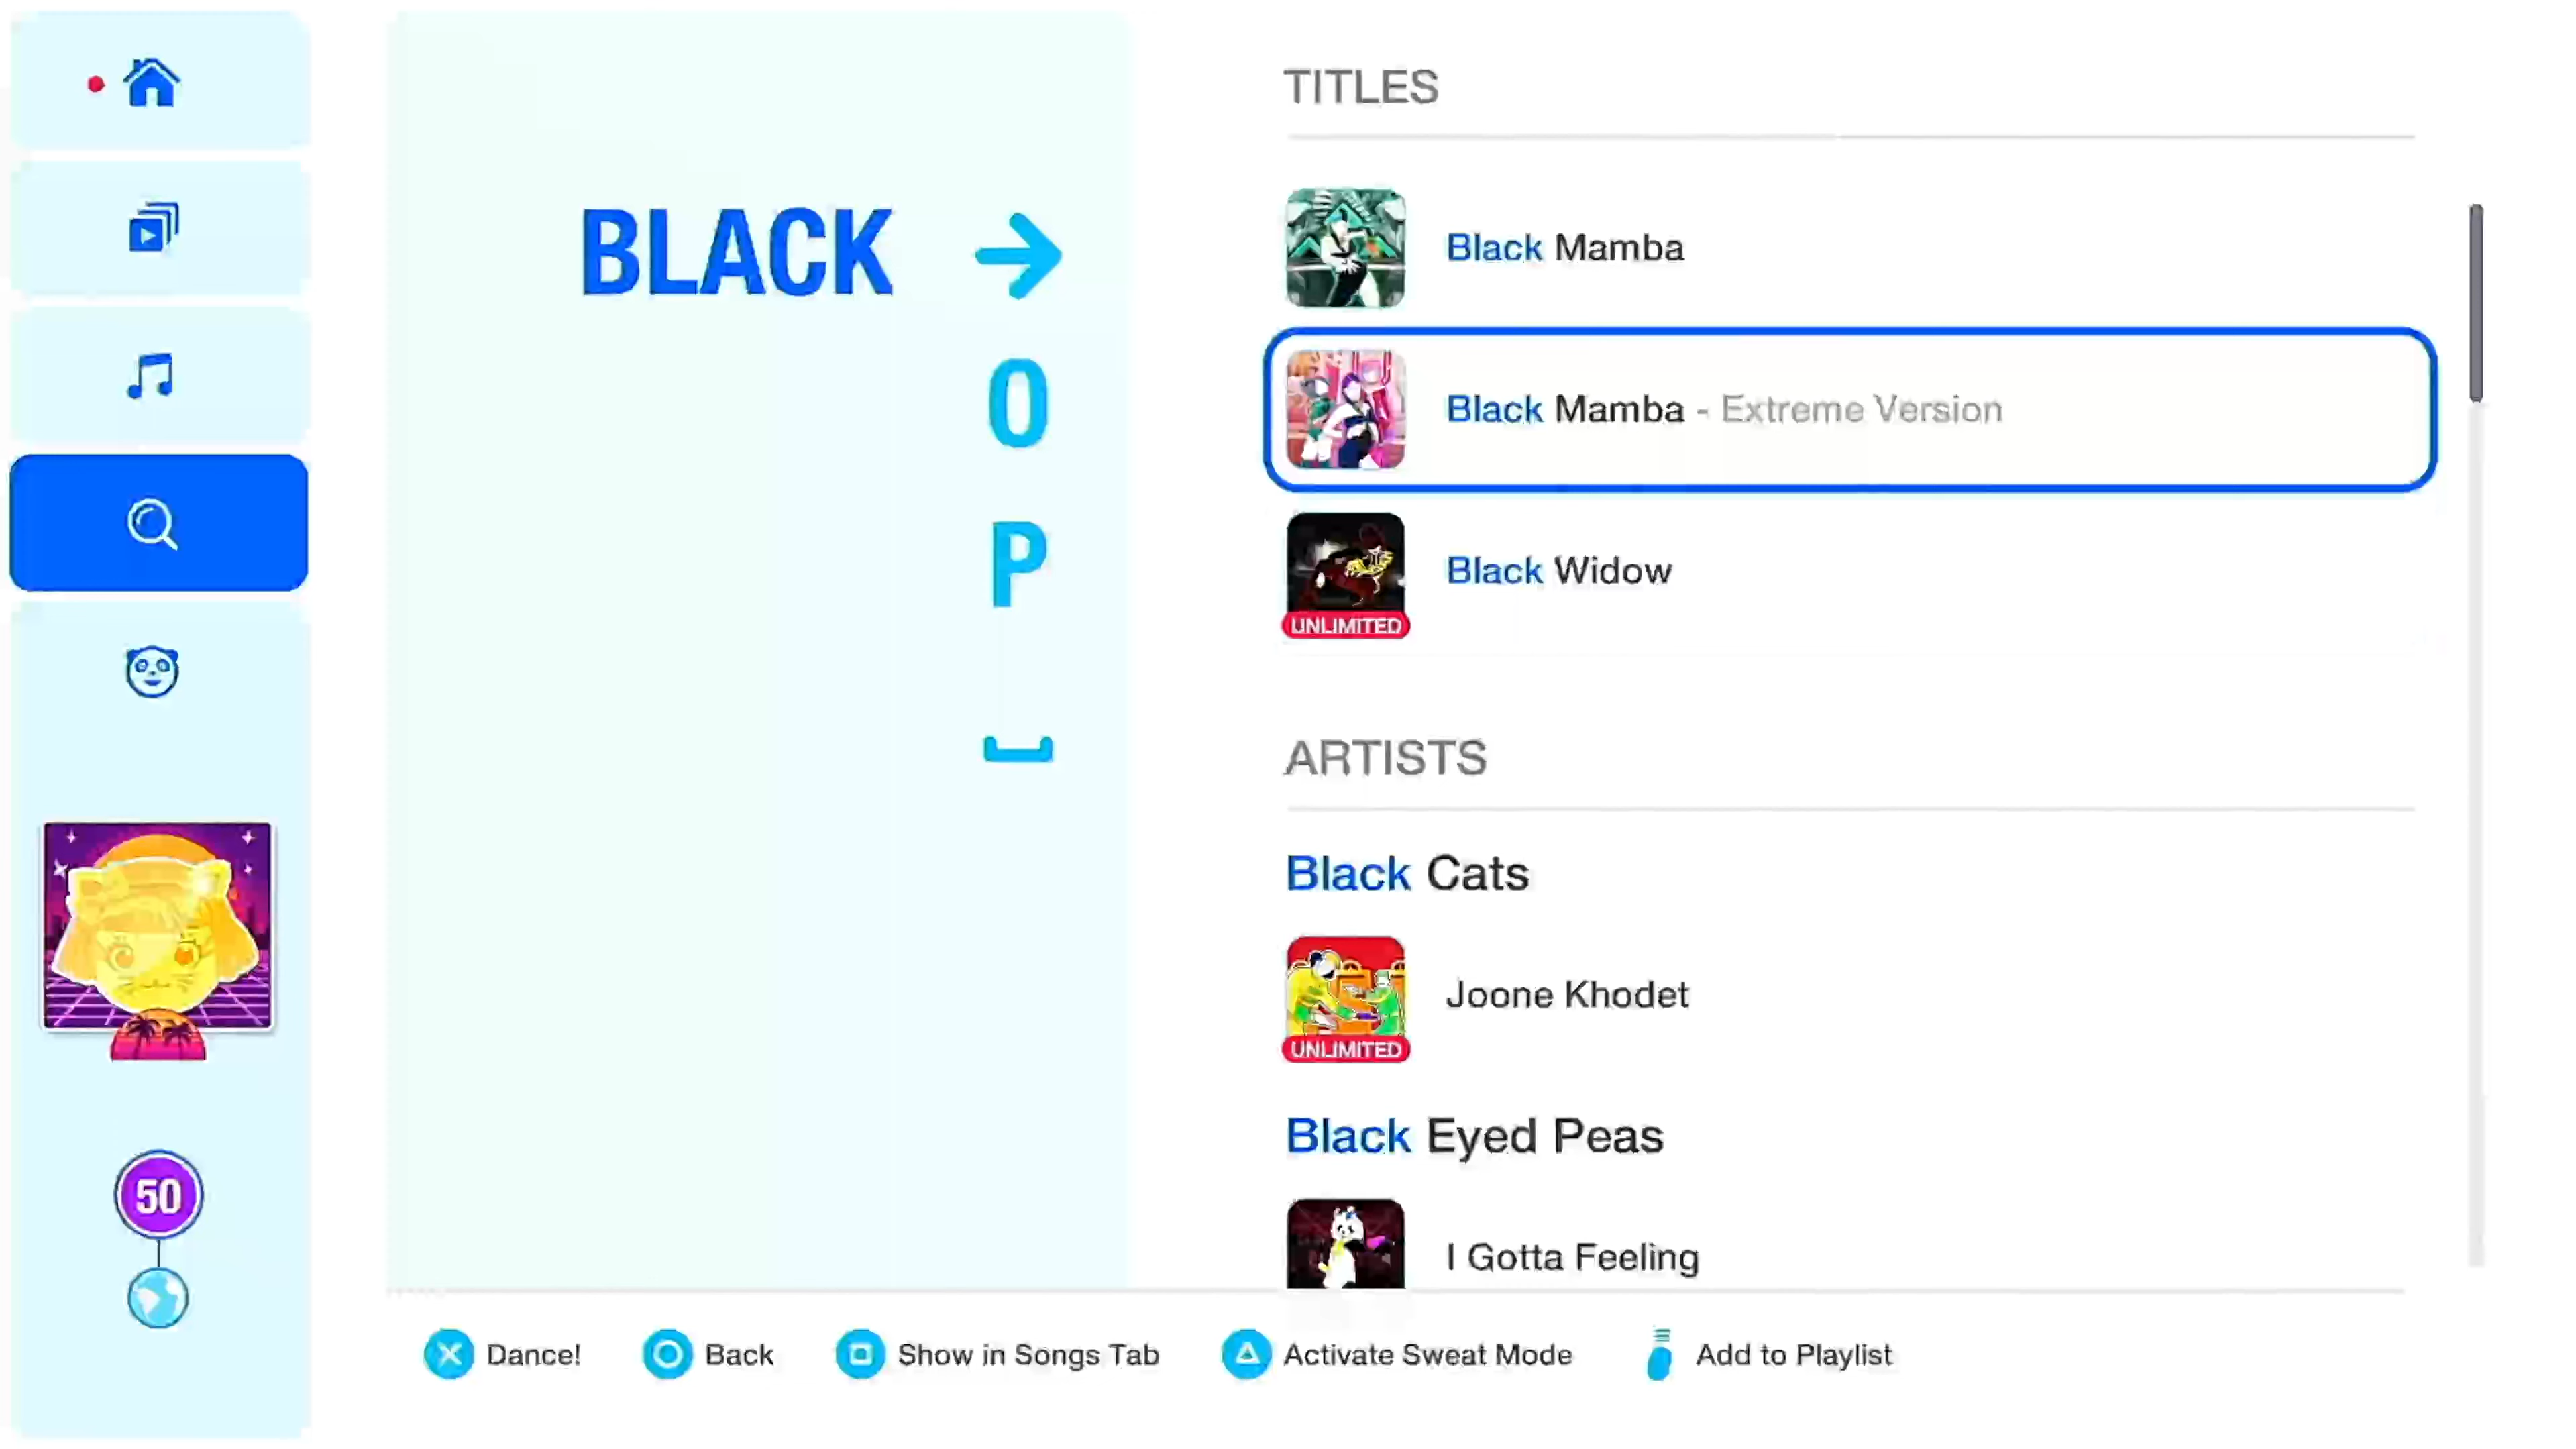 BLACK
O
P
TITLES
Black Mamba
Black Mamba - Extreme Version
Black Widow
UNLIMITED
ARTISTS
Black Cats
Joone Khodet
UNLIMITED
Black Eyed Peas
I Gotta Feeling
50
Dance!
Back
Show in Songs Tab
Activate Sweat Mode
Add to Playlist